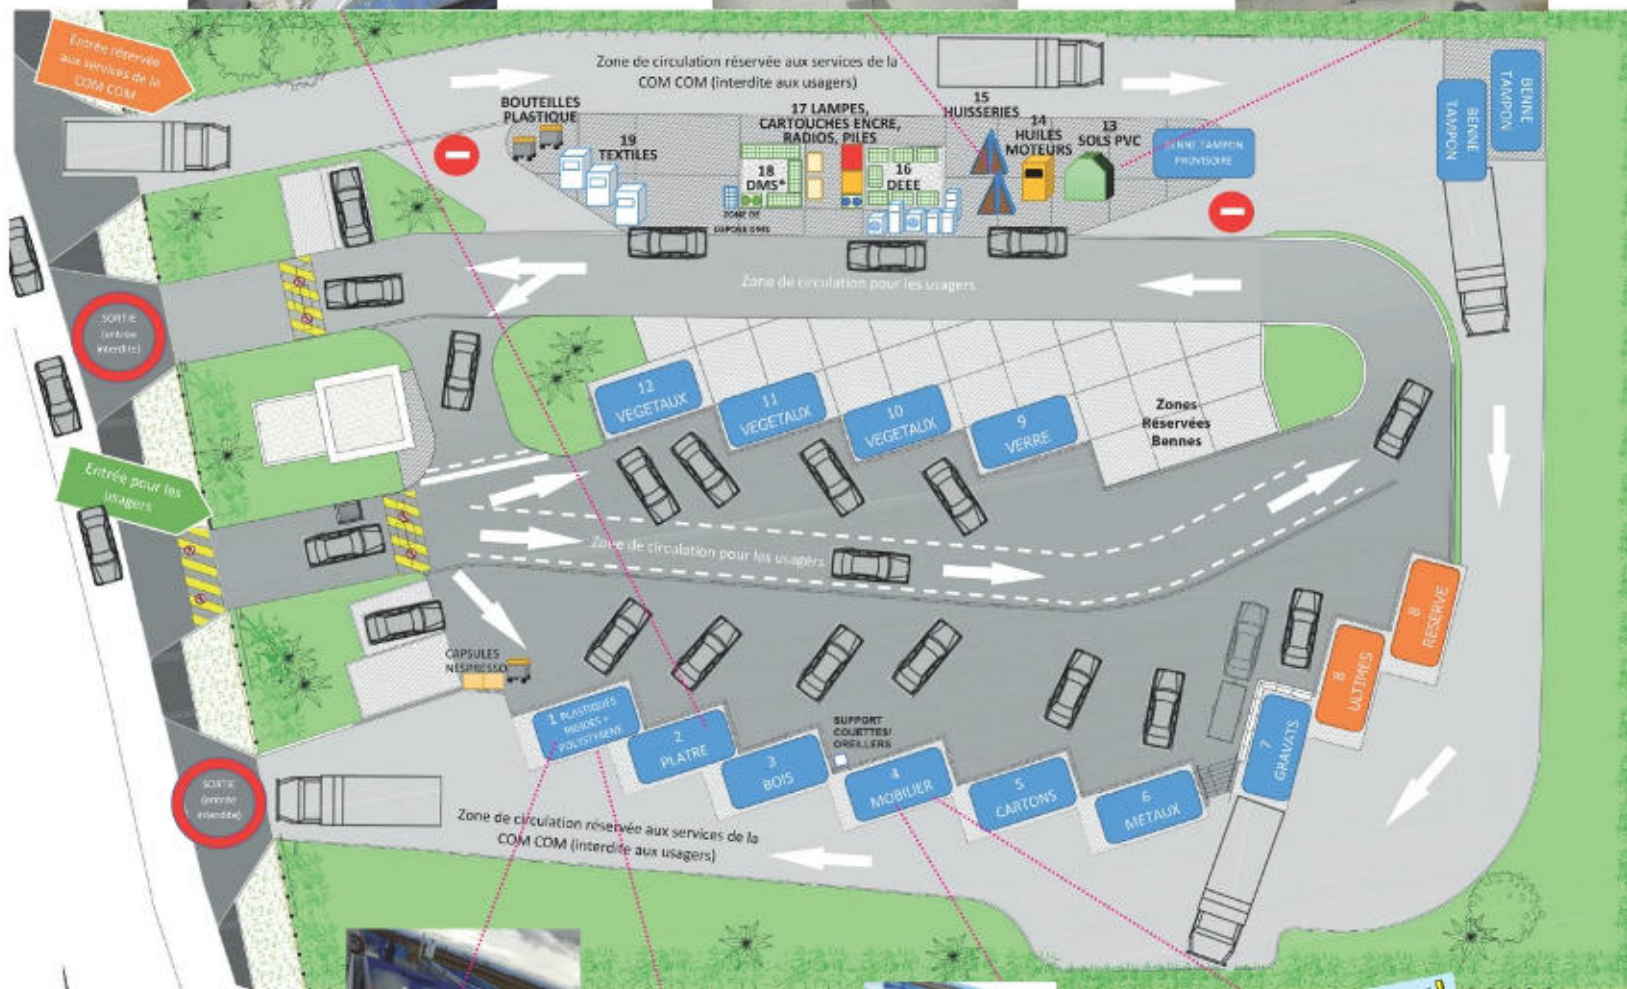 Entrée réservée
aux services de la
COM COM
Zone de circulation réservée aux services de la
COM COM (interdite aux usagers)
BENNE
TAMPON
BENNE
TAMPON
BOUTEILLES
PLASTIQUE
19
TEXTILES
17 LAMPES,
CARTOUCHES ENCRE,
RADIOS, PILES
18
DMS*
ZONE DE
DEPOSE DMS
16
DEEE
15
HUISSERIES
14
HUILES
MOTEURS
13
SOLS PVC
BENNE TAMPON
PROVISOIRE
Zone de circulation pour les usagers
SORTIE
(entrée
interdite)
12
VEGETAUX
11
VEGETAUX
10
VEGETAUX
9
VERRE
Zones
Réservées
Bennes
Entrée pour les
usagers
Zone de circulation pour les usagers
8
RESERVE
8
ULTIMES
7
GRAVATS
CAPSULES
NESPRESSO
1 PLASTIQUES
RIGIDES +
POLYSTYRENE
2
PLATRE
3
BOIS
SUPPORT
COUETTES/
OREILLERS
4
MOBILIER
5
CARTONS
6
METAUX
SORTIE
(entrée
interdite)
Zone de circulation réservée aux services de la
COM COM (interdite aux usagers)